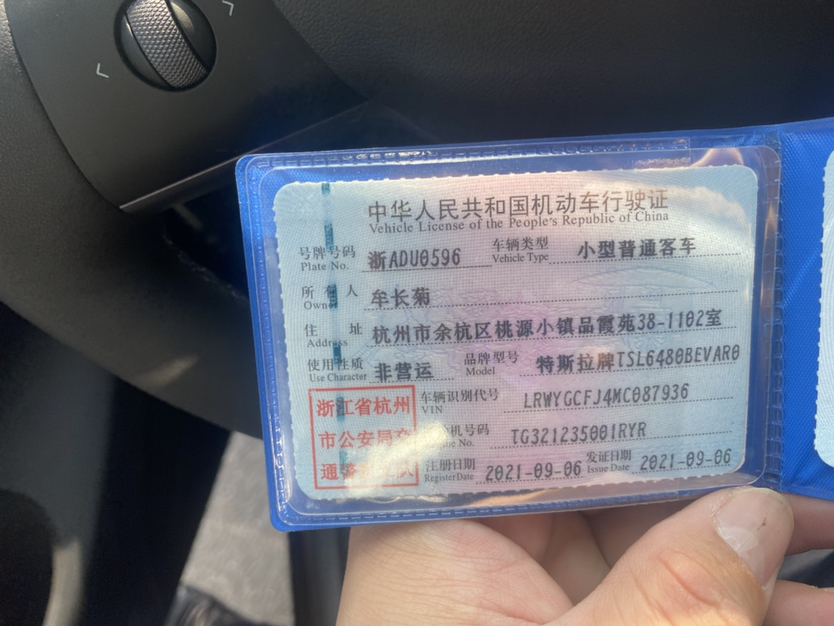 中华人民共和国机动车行驶证
Vehicle License of the People's Republic of China
号牌号码 浙ADU0596 车辆类型 小型普通客车
Plate No. Vehicle Type
所有人 牟长菊
Owner
住址 杭州市余杭区桃源小镇品霞苑38-1102室
Address
使用性质 非营运 品牌型号 特斯拉牌TSL6480BEVAR0
Use Character Model
浙江省杭州 车辆识别代号 LRWYGCFJ4MC087936
VIN
市公安局交 机号码 TG321235001RYR
No.
通 队 注册日期 2021-09-06 发证日期 2021-09-06
Register Date Issue Date